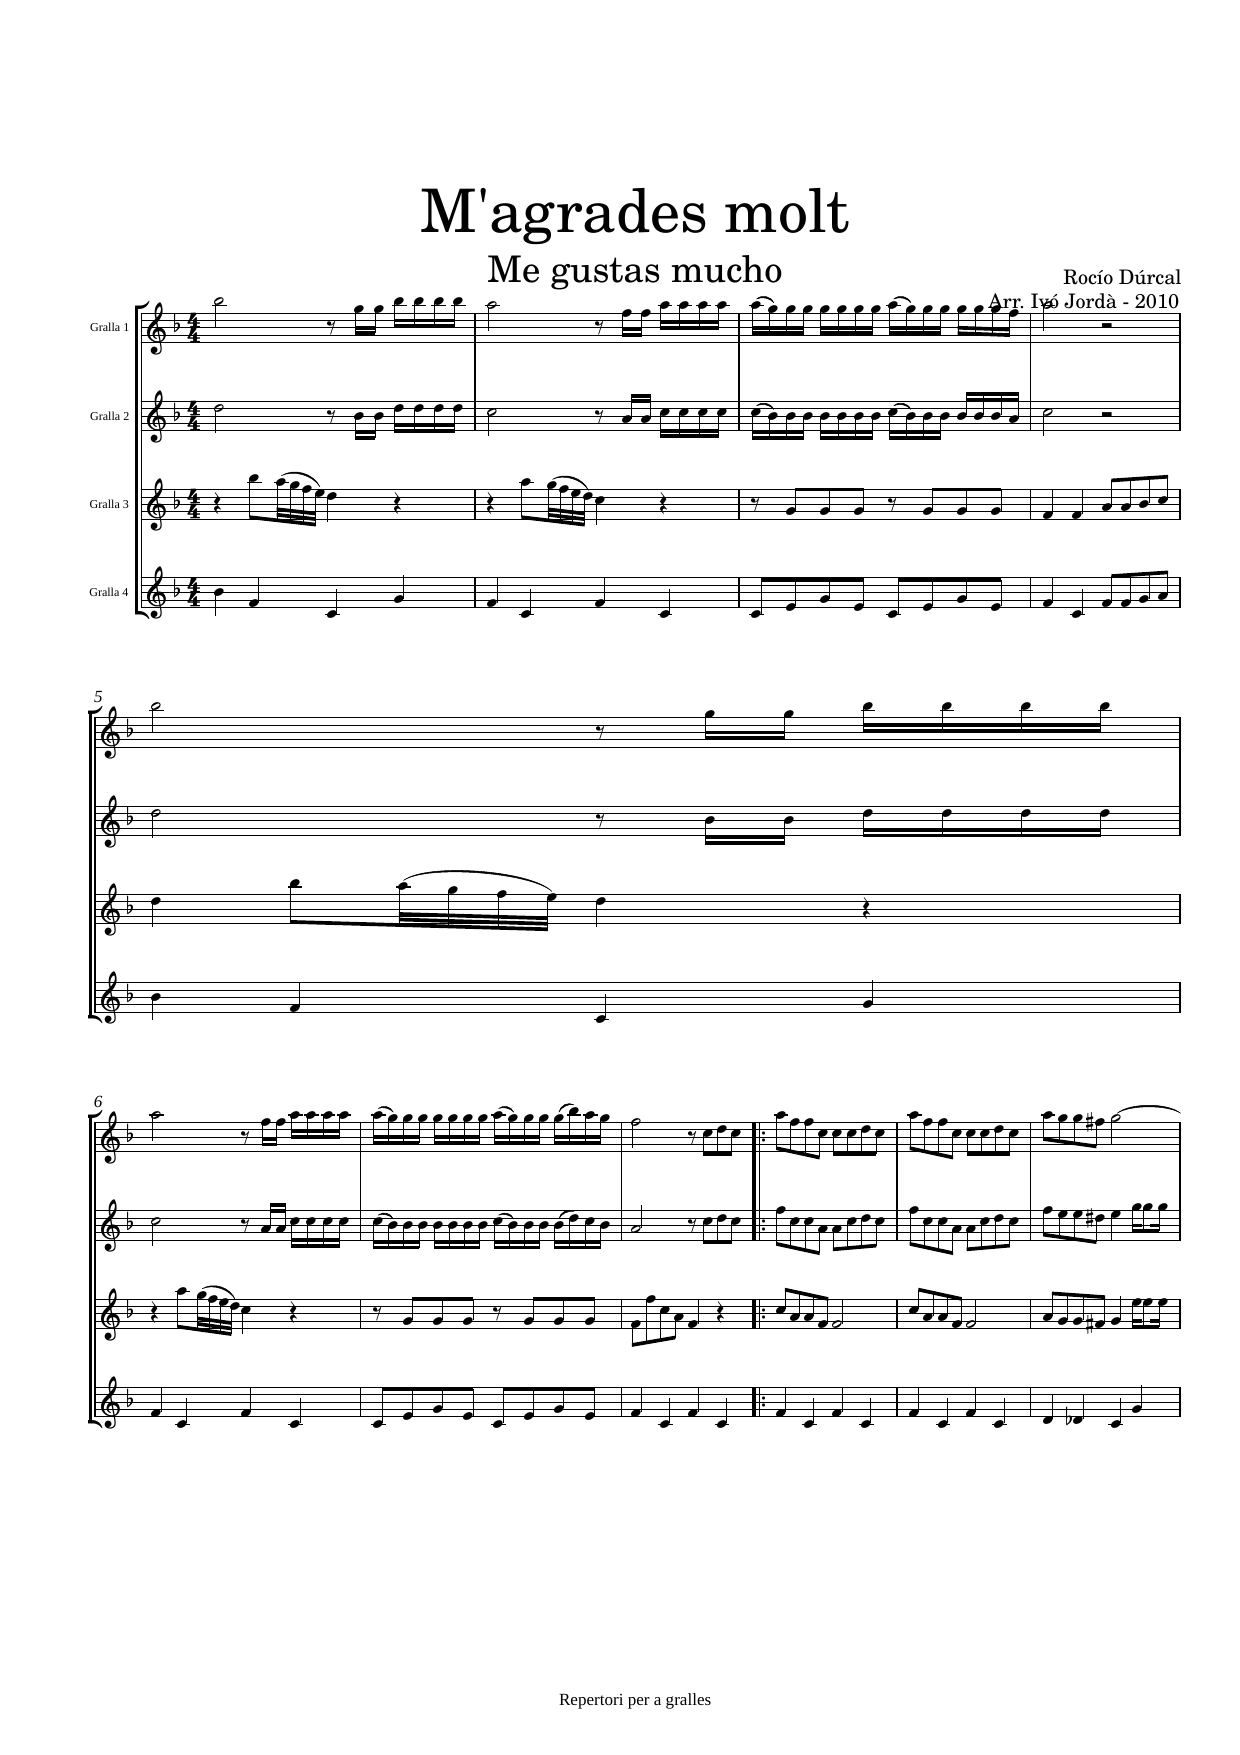 M'agrades molt
Me gustas mucho
Rocío Dúrcal
Arr. Ivó Jordà - 2010
Gralla 1
Gralla 2
Gralla 3
Gralla 4
5
6
Repertori per a gralles